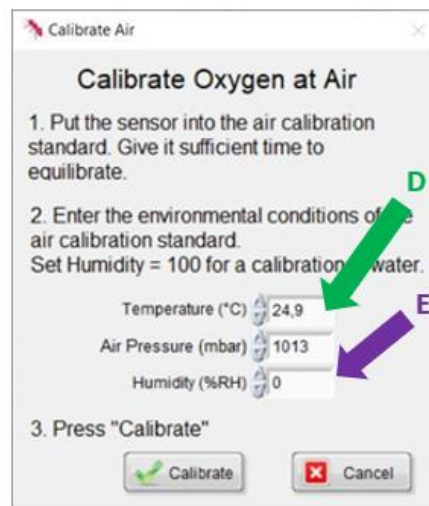 Calibrate Air
Calibrate Oxygen at Air
1. Put the sensor into the air calibration
standard. Give it sufficient time to
equilibrate.
D
2. Enter the environmental conditions of
air calibration standard.
Set Humidity = 100 for a calibration water.
Temperature (°C) 24,9
E
Air Pressure (mbar) 1013
Humidity (%RH) 0
3. Press "Calibrate"
Calibrate Cancel